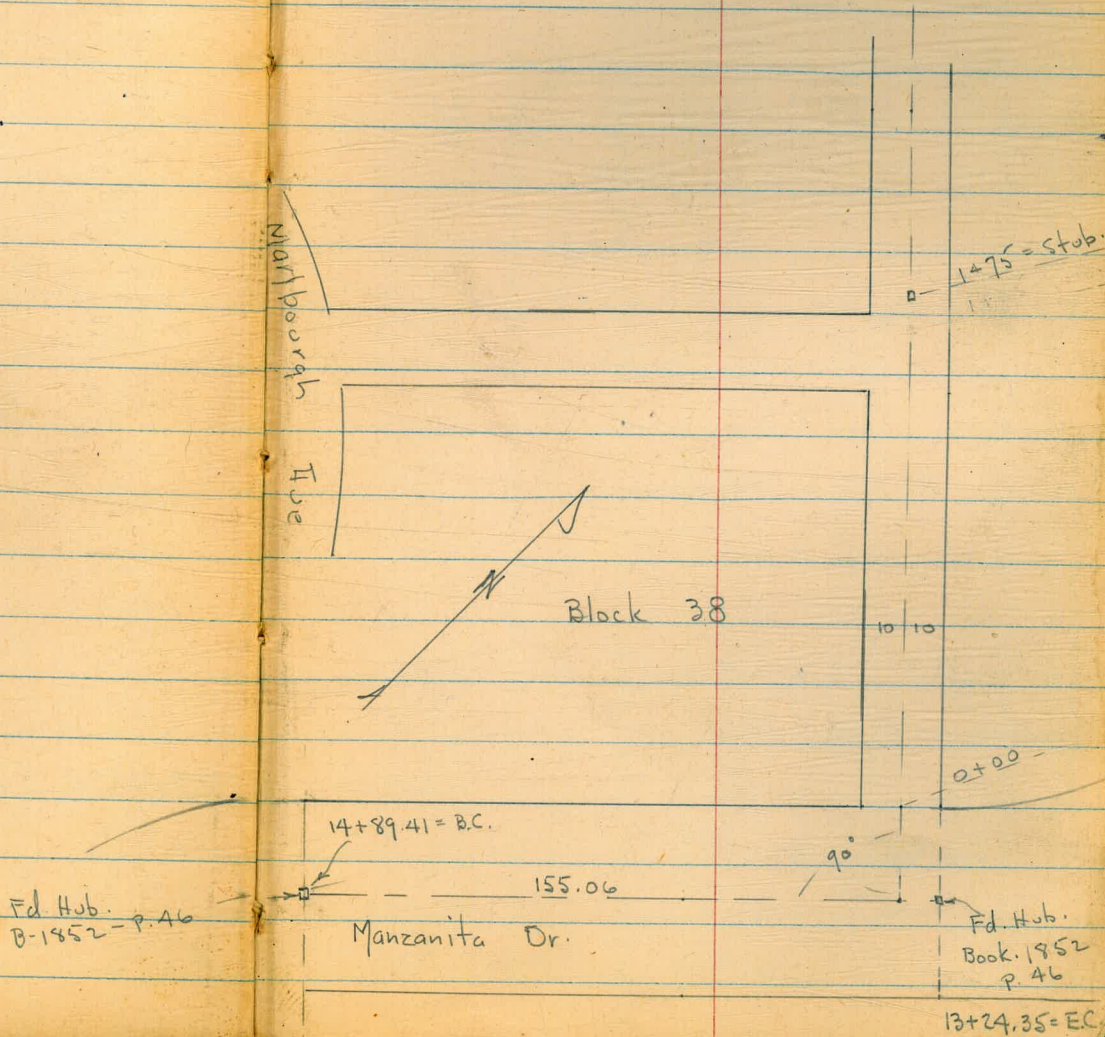 1+75 = Stub.
Marlbourgh Ave
N
Block 38
10 10
0+00
14+89.41 = B.C.
90°
155.06
Fd. Hub.
B-1852 - P. 46
Manzanita Dr.
Fd. Hub.
Book. 1852
p. 46
13+24.35 = E.C.